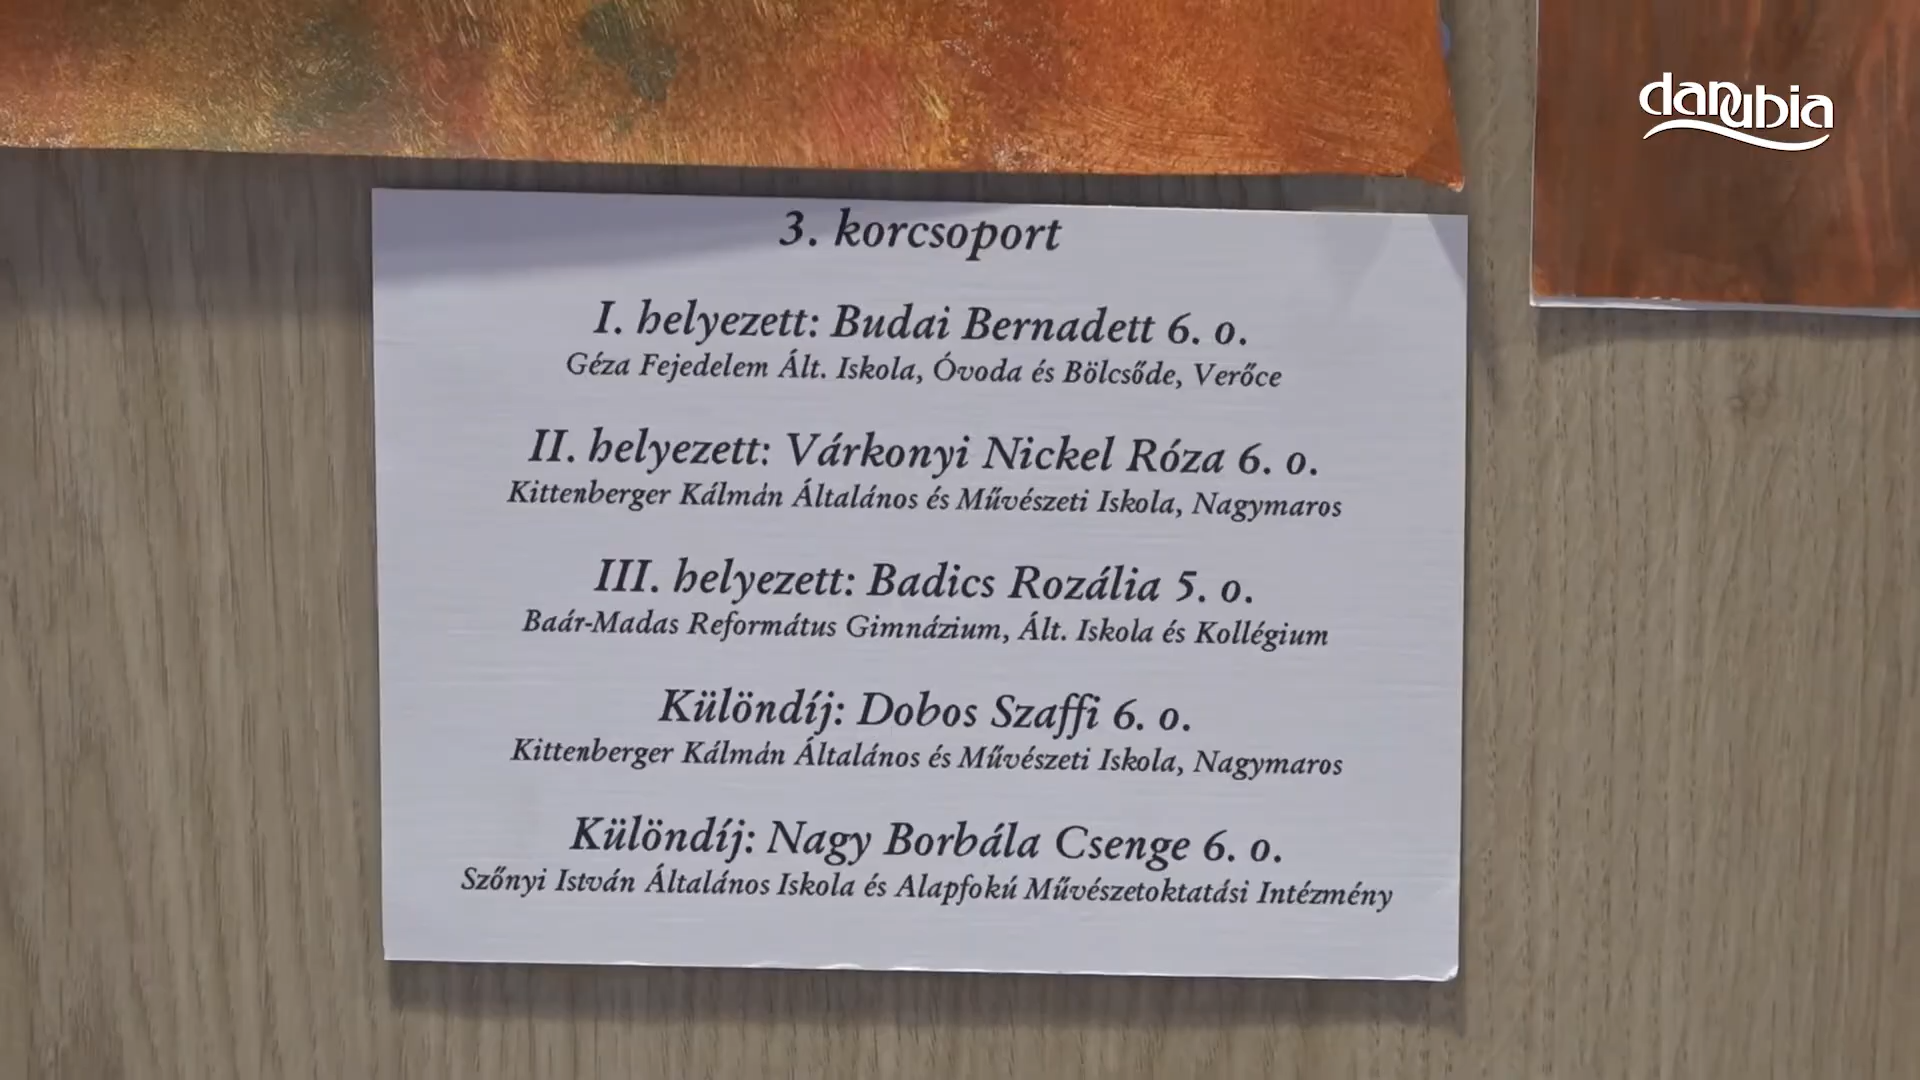 danubia
3. korcsoport
I. helyezett: Budai Bernadett 6. o.
Géza Fejedelem Ált. Iskola, Óvoda és Bölcsőde, Verőce
II. helyezett: Várkonyi Nickel Róza 6. o.
Kittenberger Kálmán Általános és Művészeti Iskola, Nagymaros
III. helyezett: Badics Rozália 5. o.
Baár-Madas Református Gimnázium, Ált. Iskola és Kollégium
Különdíj: Dobos Szaffi 6. o.
Kittenberger Kálmán Általános és Művészeti Iskola, Nagymaros
Különdíj: Nagy Borbála Csenge 6. o.
Szőnyi István Általános Iskola és Alapfokú Művészetoktatási Intézmény